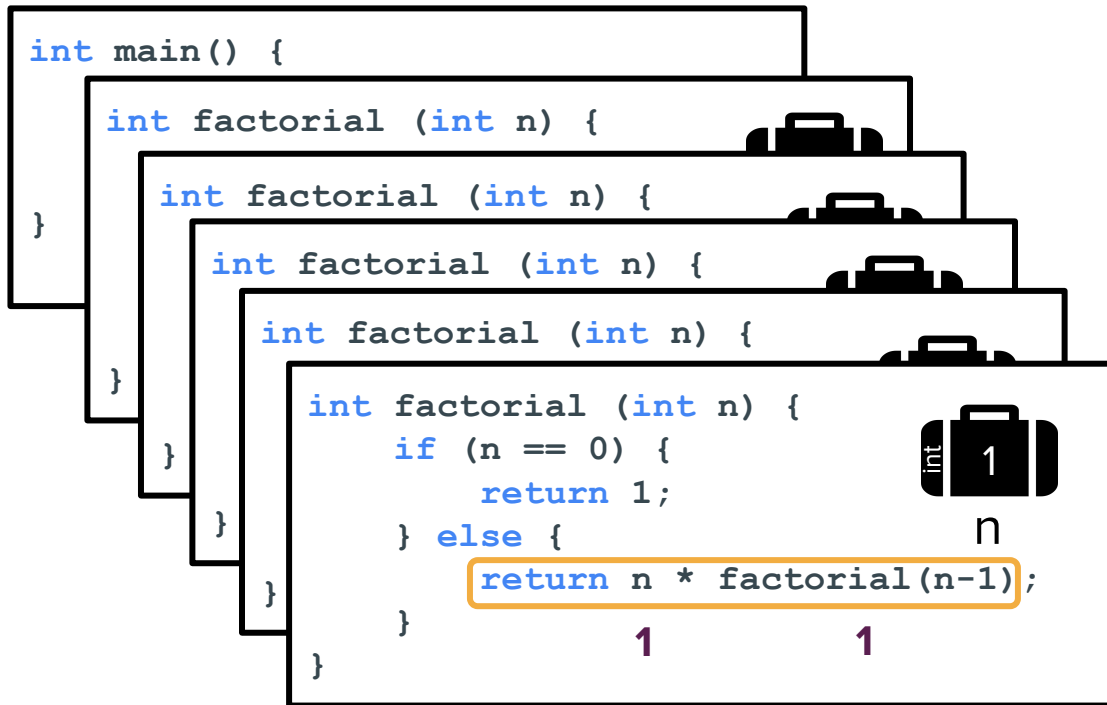 int main() {
int factorial (int n) {
int factorial (int n) {
}
int factorial (int n) {
int factorial (int n) {
}
int factorial (int n) {
if (n == 0) {
int 1
}
return 1;
}
n
} else {
return n * factorial(n-1);
}
}
1 1
}